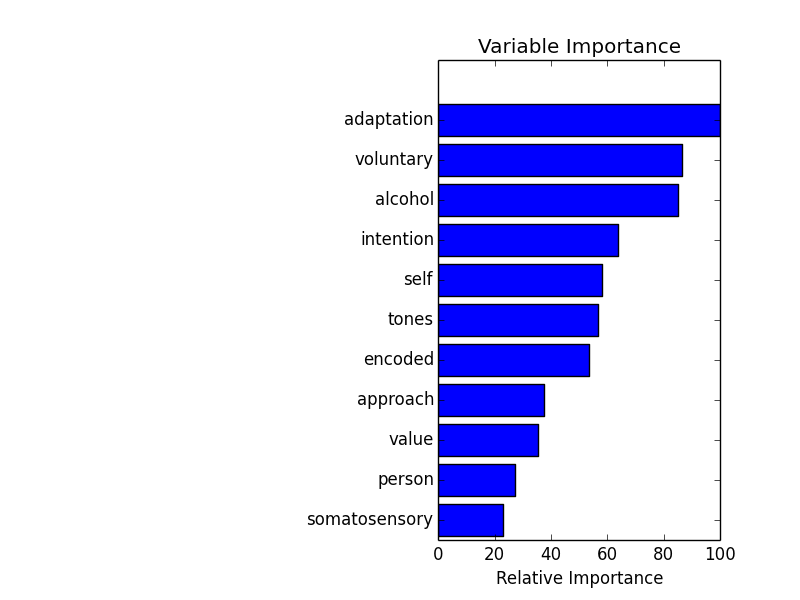 Variable Importance
adaptation
voluntary
alcohol
intention
self
tones
encoded
approach
value
person
somatosensory
0 20 40 60 80 100
Relative Importance